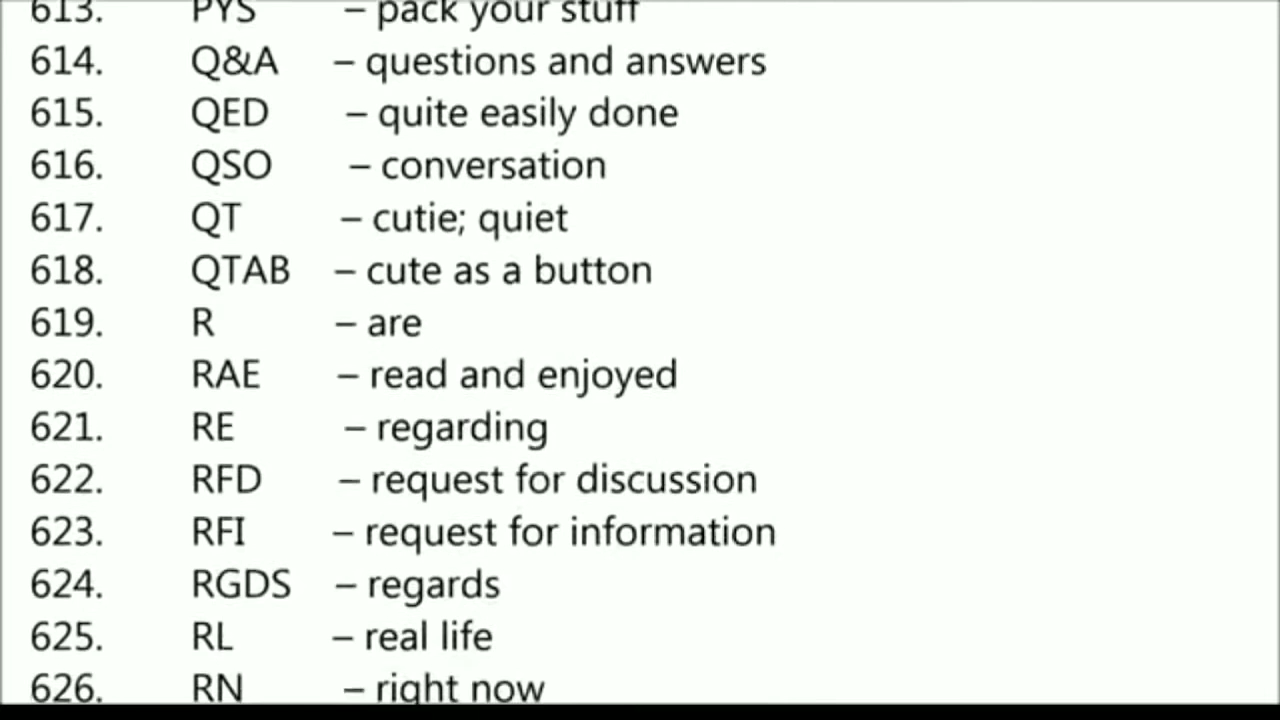 613. PYS – pack your stuff
614. Q&A – questions and answers
615. QED – quite easily done
616. QSO – conversation
617. QT – cutie; quiet
618. QTAB – cute as a button
619. R – are
620. RAE – read and enjoyed
621. RE – regarding
622. RFD – request for discussion
623. RFI – request for information
624. RGDS – regards
625. RL – real life
626. RN – right now